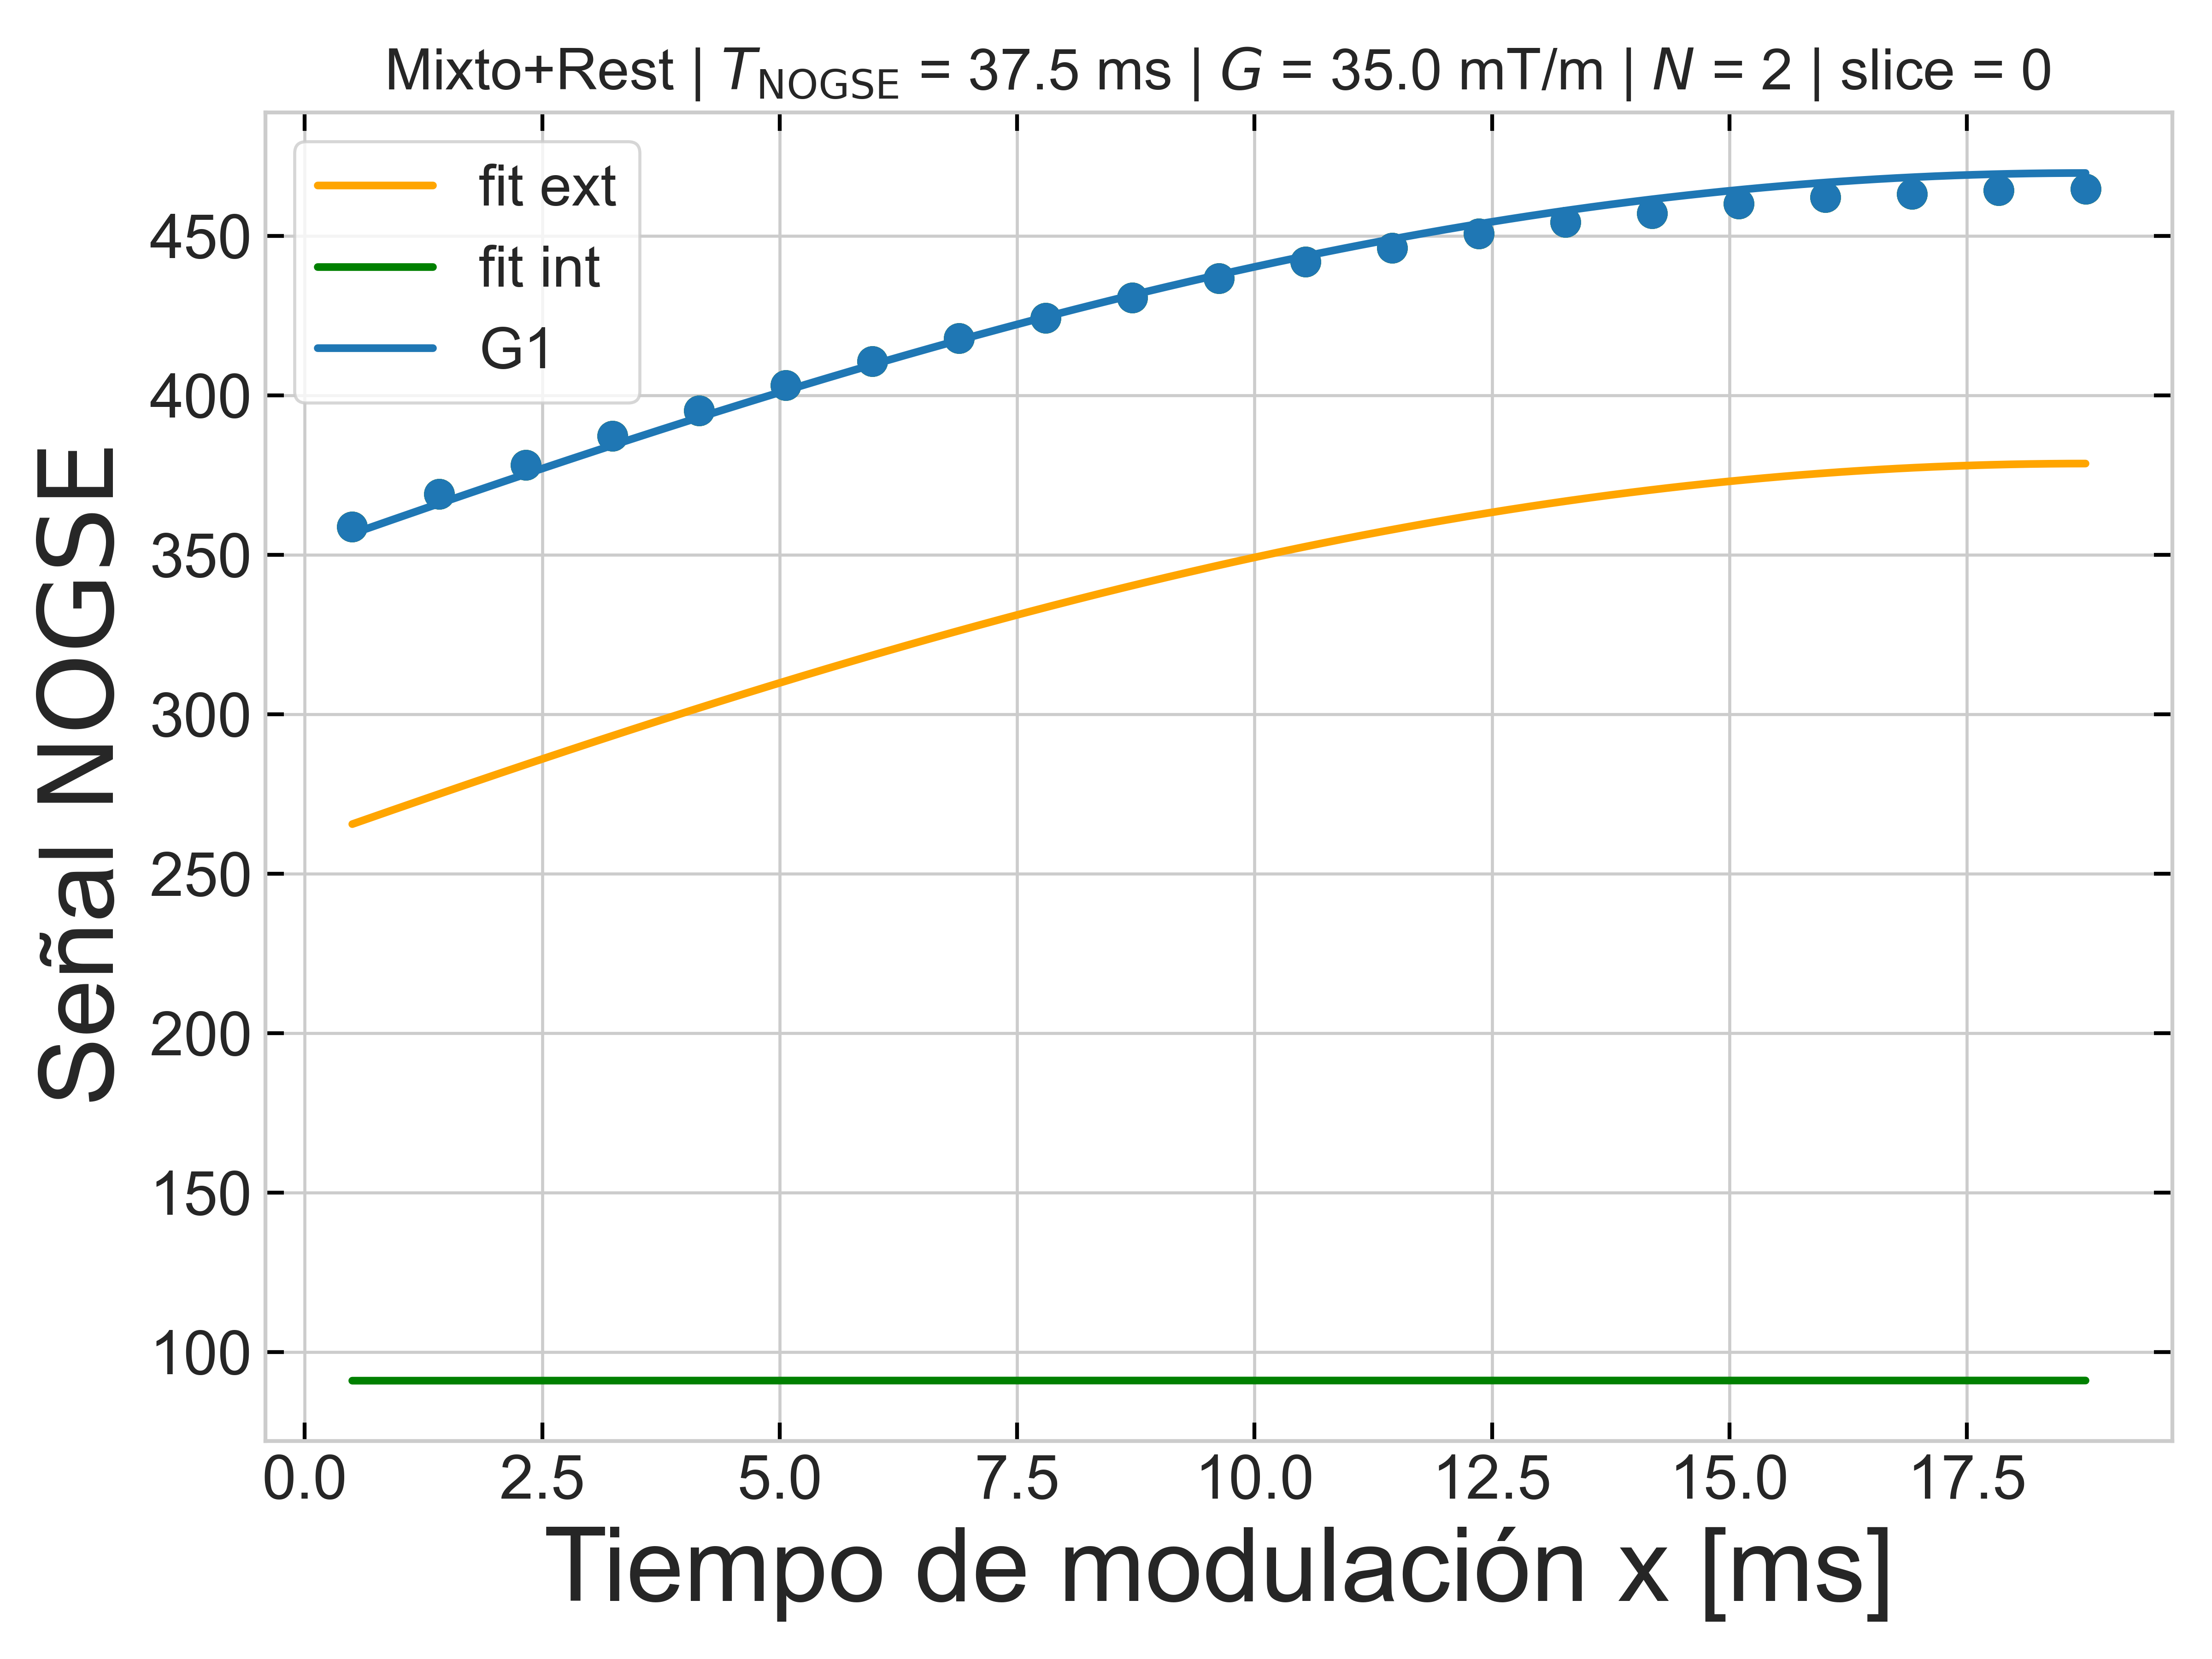 Mixto+Rest | T_NOGSE = 37.5 ms | G = 35.0 mT/m | N = 2 | slice = 0
fit ext
fit int
G1
450
400
350
300
250
200
150
100
Señal NOGSE
0.0 2.5 5.0 7.5 10.0 12.5 15.0 17.5
Tiempo de modulación x [ms]